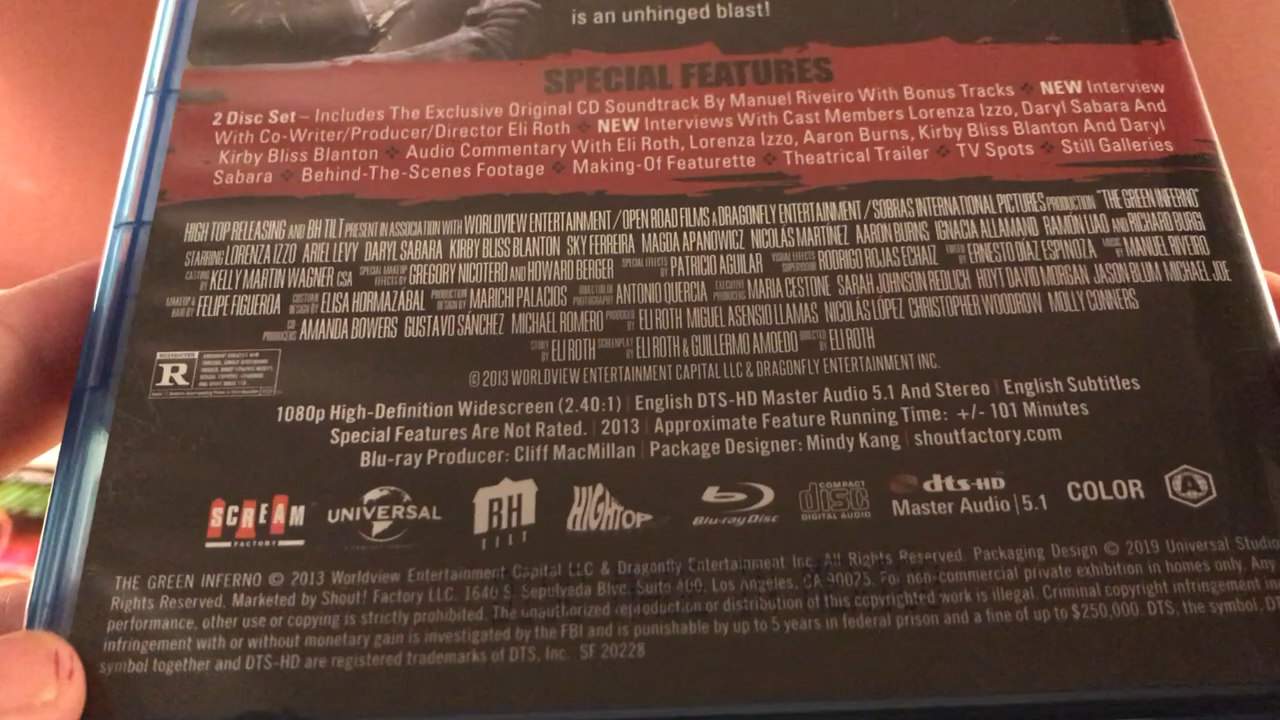 is an unhinged blast!
SPECIAL FEATURES
2 Disc Set – Includes The Exclusive Original CD Soundtrack By Manuel Riveiro With Bonus Tracks ❖ NEW Interview
With Co-Writer/Producer/Director Eli Roth ❖ NEW Interviews With Cast Members Lorenza Izzo, Daryl Sabara And
Kirby Bliss Blanton ❖ Audio Commentary With Eli Roth, Lorenza Izzo, Aaron Burns, Kirby Bliss Blanton And Daryl
Sabara ❖ Behind-The-Scenes Footage ❖ Making-Of Featurette ❖ Theatrical Trailer ❖ TV Spots ❖ Still Galleries
HIGH TOP RELEASING AND BH TILT PRESENT IN ASSOCIATION WITH WORLDVIEW ENTERTAINMENT / OPEN ROAD FILMS A DRAGONFLY ENTERTAINMENT / SOBRAS INTERNATIONAL PICTURES PRODUCTION "THE GREEN INFERNO"
STARRING LORENZA IZZO ARIEL LEVY DARYL SABARA KIRBY BLISS BLANTON SKY FERREIRA MAGDA APANOWICZ NICOLÁS MARTÍNEZ AARON BURNS IGNACIA ALLAMAND RAMÓN LLAO AND RICHARD BURGI
CASTING BY KELLY MARTIN WAGNER CSA SPECIAL MAKEUP EFFECTS BY GREGORY NICOTERO AND HOWARD BERGER SPECIAL EFFECTS BY PATRICIO AGUILAR VISUAL EFFECTS SUPERVISOR RODRIGO ROJAS ECHAIZ EDITED BY ERNESTO DÍAZ ESPINOZA MUSIC BY MANUEL RIVEIRO
MAKEUP & HAIR BY FELIPE FIGUEROA COSTUME DESIGN BY ELISA HORMAZÁBAL PRODUCTION DESIGN BY MARICHI PALACIOS DIRECTOR OF PHOTOGRAPHY ANTONIO QUERCIA EXECUTIVE PRODUCERS MARIA CESTONE SARAH JOHNSON REDLICH HOYT DAVID MORGAN JASON BLUM MICHAEL JOE
CO PRODUCERS AMANDA BOWERS GUSTAVO SÁNCHEZ MICHAEL ROMERO PRODUCED BY ELI ROTH MIGUEL ASENSIO LLAMAS NICOLÁS LÓPEZ CHRISTOPHER WOODROW MOLLY CONNERS
STORY BY ELI ROTH SCREENPLAY BY ELI ROTH & GUILLERMO AMOEDO DIRECTED BY ELI ROTH
RESTRICTED
R
© 2013 WORLDVIEW ENTERTAINMENT CAPITAL LLC & DRAGONFLY ENTERTAINMENT INC.
1080p High-Definition Widescreen (2.40:1) | English DTS-HD Master Audio 5.1 And Stereo | English Subtitles
Special Features Are Not Rated. | 2013 | Approximate Feature Running Time: +/- 101 Minutes
Blu-ray Producer: Cliff MacMillan | Package Designer: Mindy Kang | shoutfactory.com
SCREAM FACTORY UNIVERSAL BH TILT HIGHTOP Blu-ray Disc COMPACT disc DIGITAL AUDIO dts-HD Master Audio | 5.1 COLOR A
THE GREEN INFERNO © 2013 Worldview Entertainment Capital LLC & Dragonfly Entertainment Inc. All Rights Reserved. Packaging Design © 2019 Universal Studio
Rights Reserved. Marketed by Shout! Factory LLC. 1640 S. Sepulveda Blvd. Suite 400, Los Angeles, CA 90025. For non-commercial private exhibition in homes only. Any
performance, other use or copying is strictly prohibited. The unauthorized reproduction or distribution of this copyrighted work is illegal. Criminal copyright infringement in
infringement with or without monetary gain is investigated by the FBI and is punishable by up to 5 years in federal prison and a fine of up to $250,000. DTS, the symbol, DT
symbol together and DTS-HD are registered trademarks of DTS, Inc. SF 20228